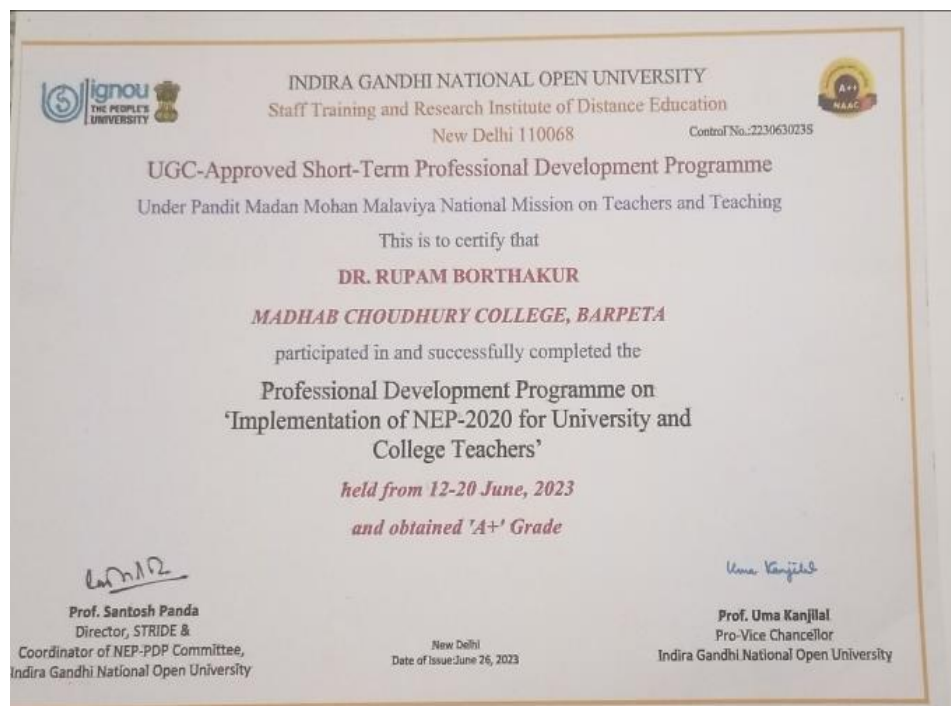 ignou
THE PEOPLE'S
UNIVERSITY
INDIRA GANDHI NATIONAL OPEN UNIVERSITY
Staff Training and Research Institute of Distance Education
New Delhi 110068
A++
NAAC
Control No.:2230630235
UGC-Approved Short-Term Professional Development Programme
Under Pandit Madan Mohan Malaviya National Mission on Teachers and Teaching
This is to certify that
DR. RUPAM BORTHAKUR
MADHAB CHOUDHURY COLLEGE, BARPETA
participated in and successfully completed the
Professional Development Programme on
‘Implementation of NEP-2020 for University and
College Teachers’
held from 12-20 June, 2023
and obtained 'A+' Grade
Prof. Santosh Panda
Director, STRIDE &
Coordinator of NEP-PDP Committee,
Indira Gandhi National Open University
New Delhi
Date of Issue:June 26, 2023
Uma Kanjilal
Prof. Uma Kanjilal
Pro-Vice Chancellor
Indira Gandhi National Open University